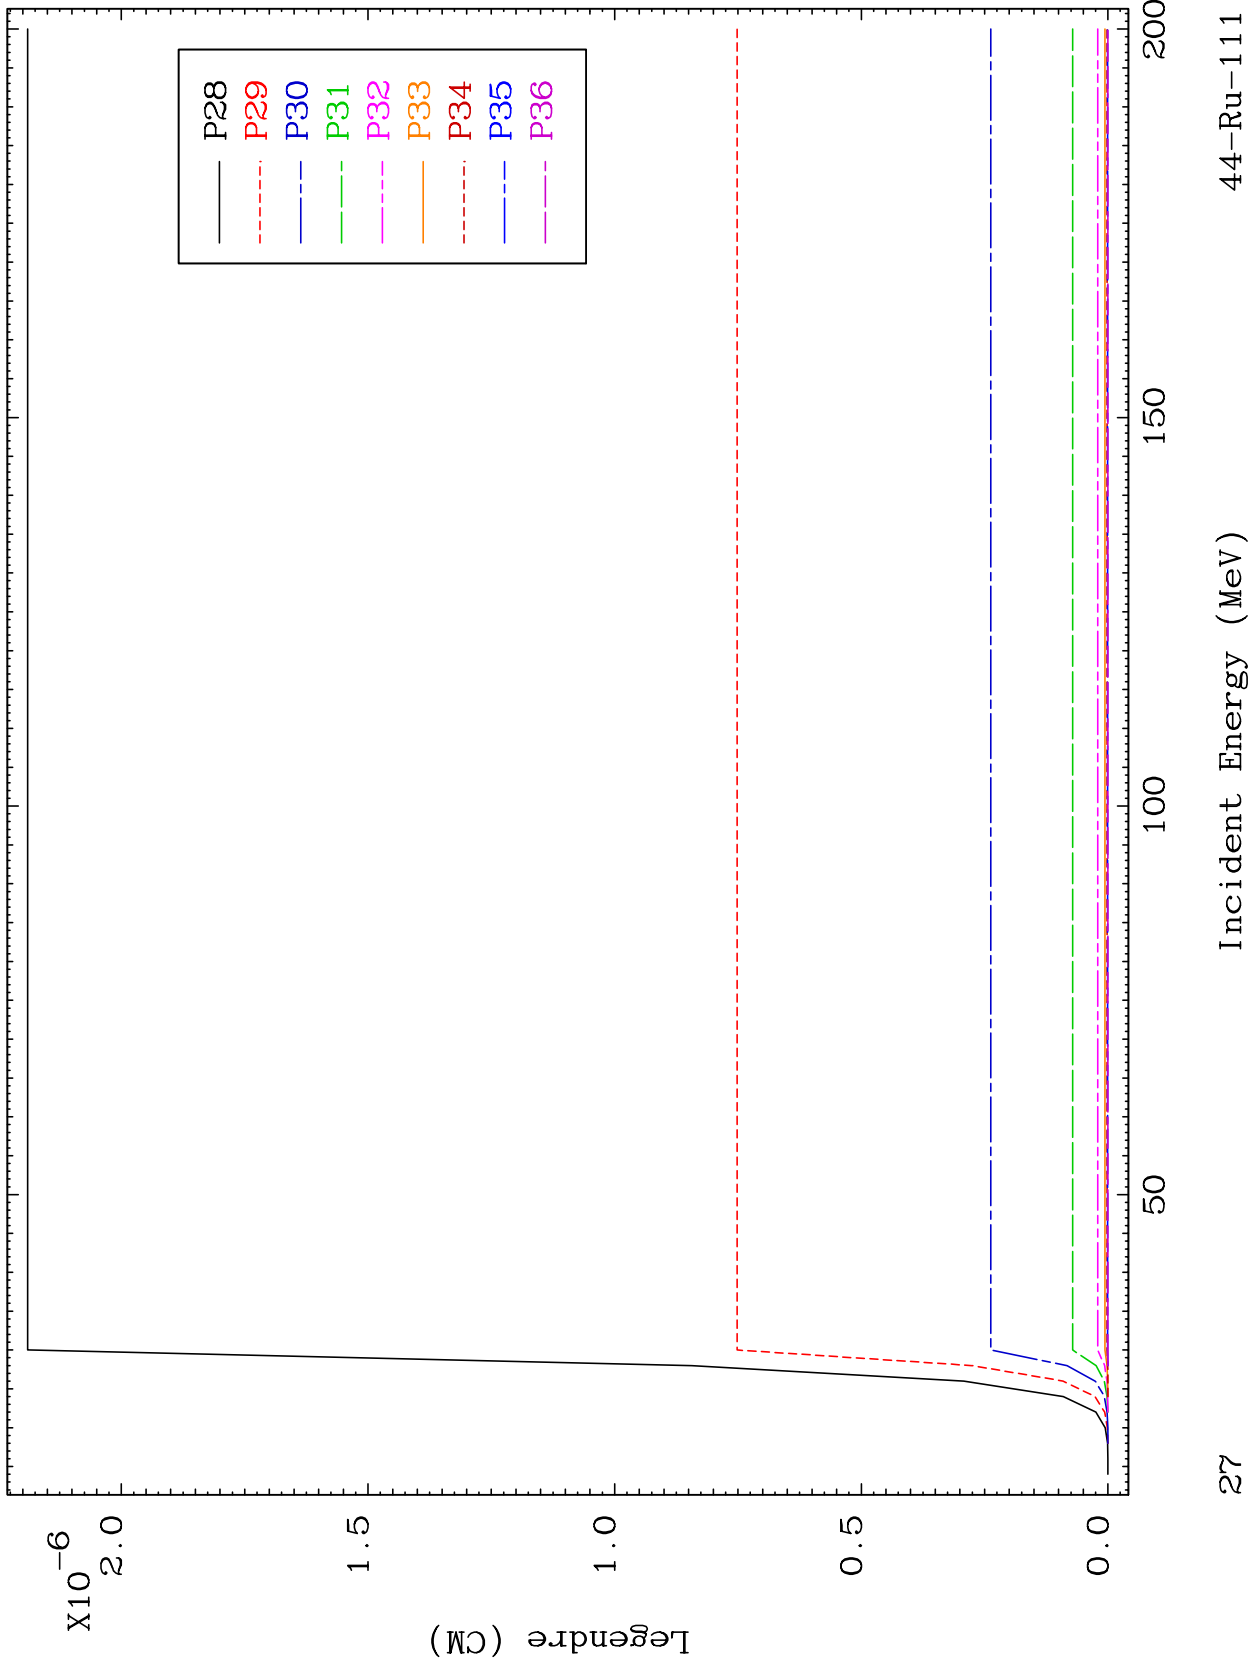 X10-6
2.0
1.5
1.0
0.5
0.0
Legendre (CM)
P28
P29
P30
P31
P32
P33
P34
P35
P36
50
100
150
200
Incident Energy (MeV)
27
44-Ru-111